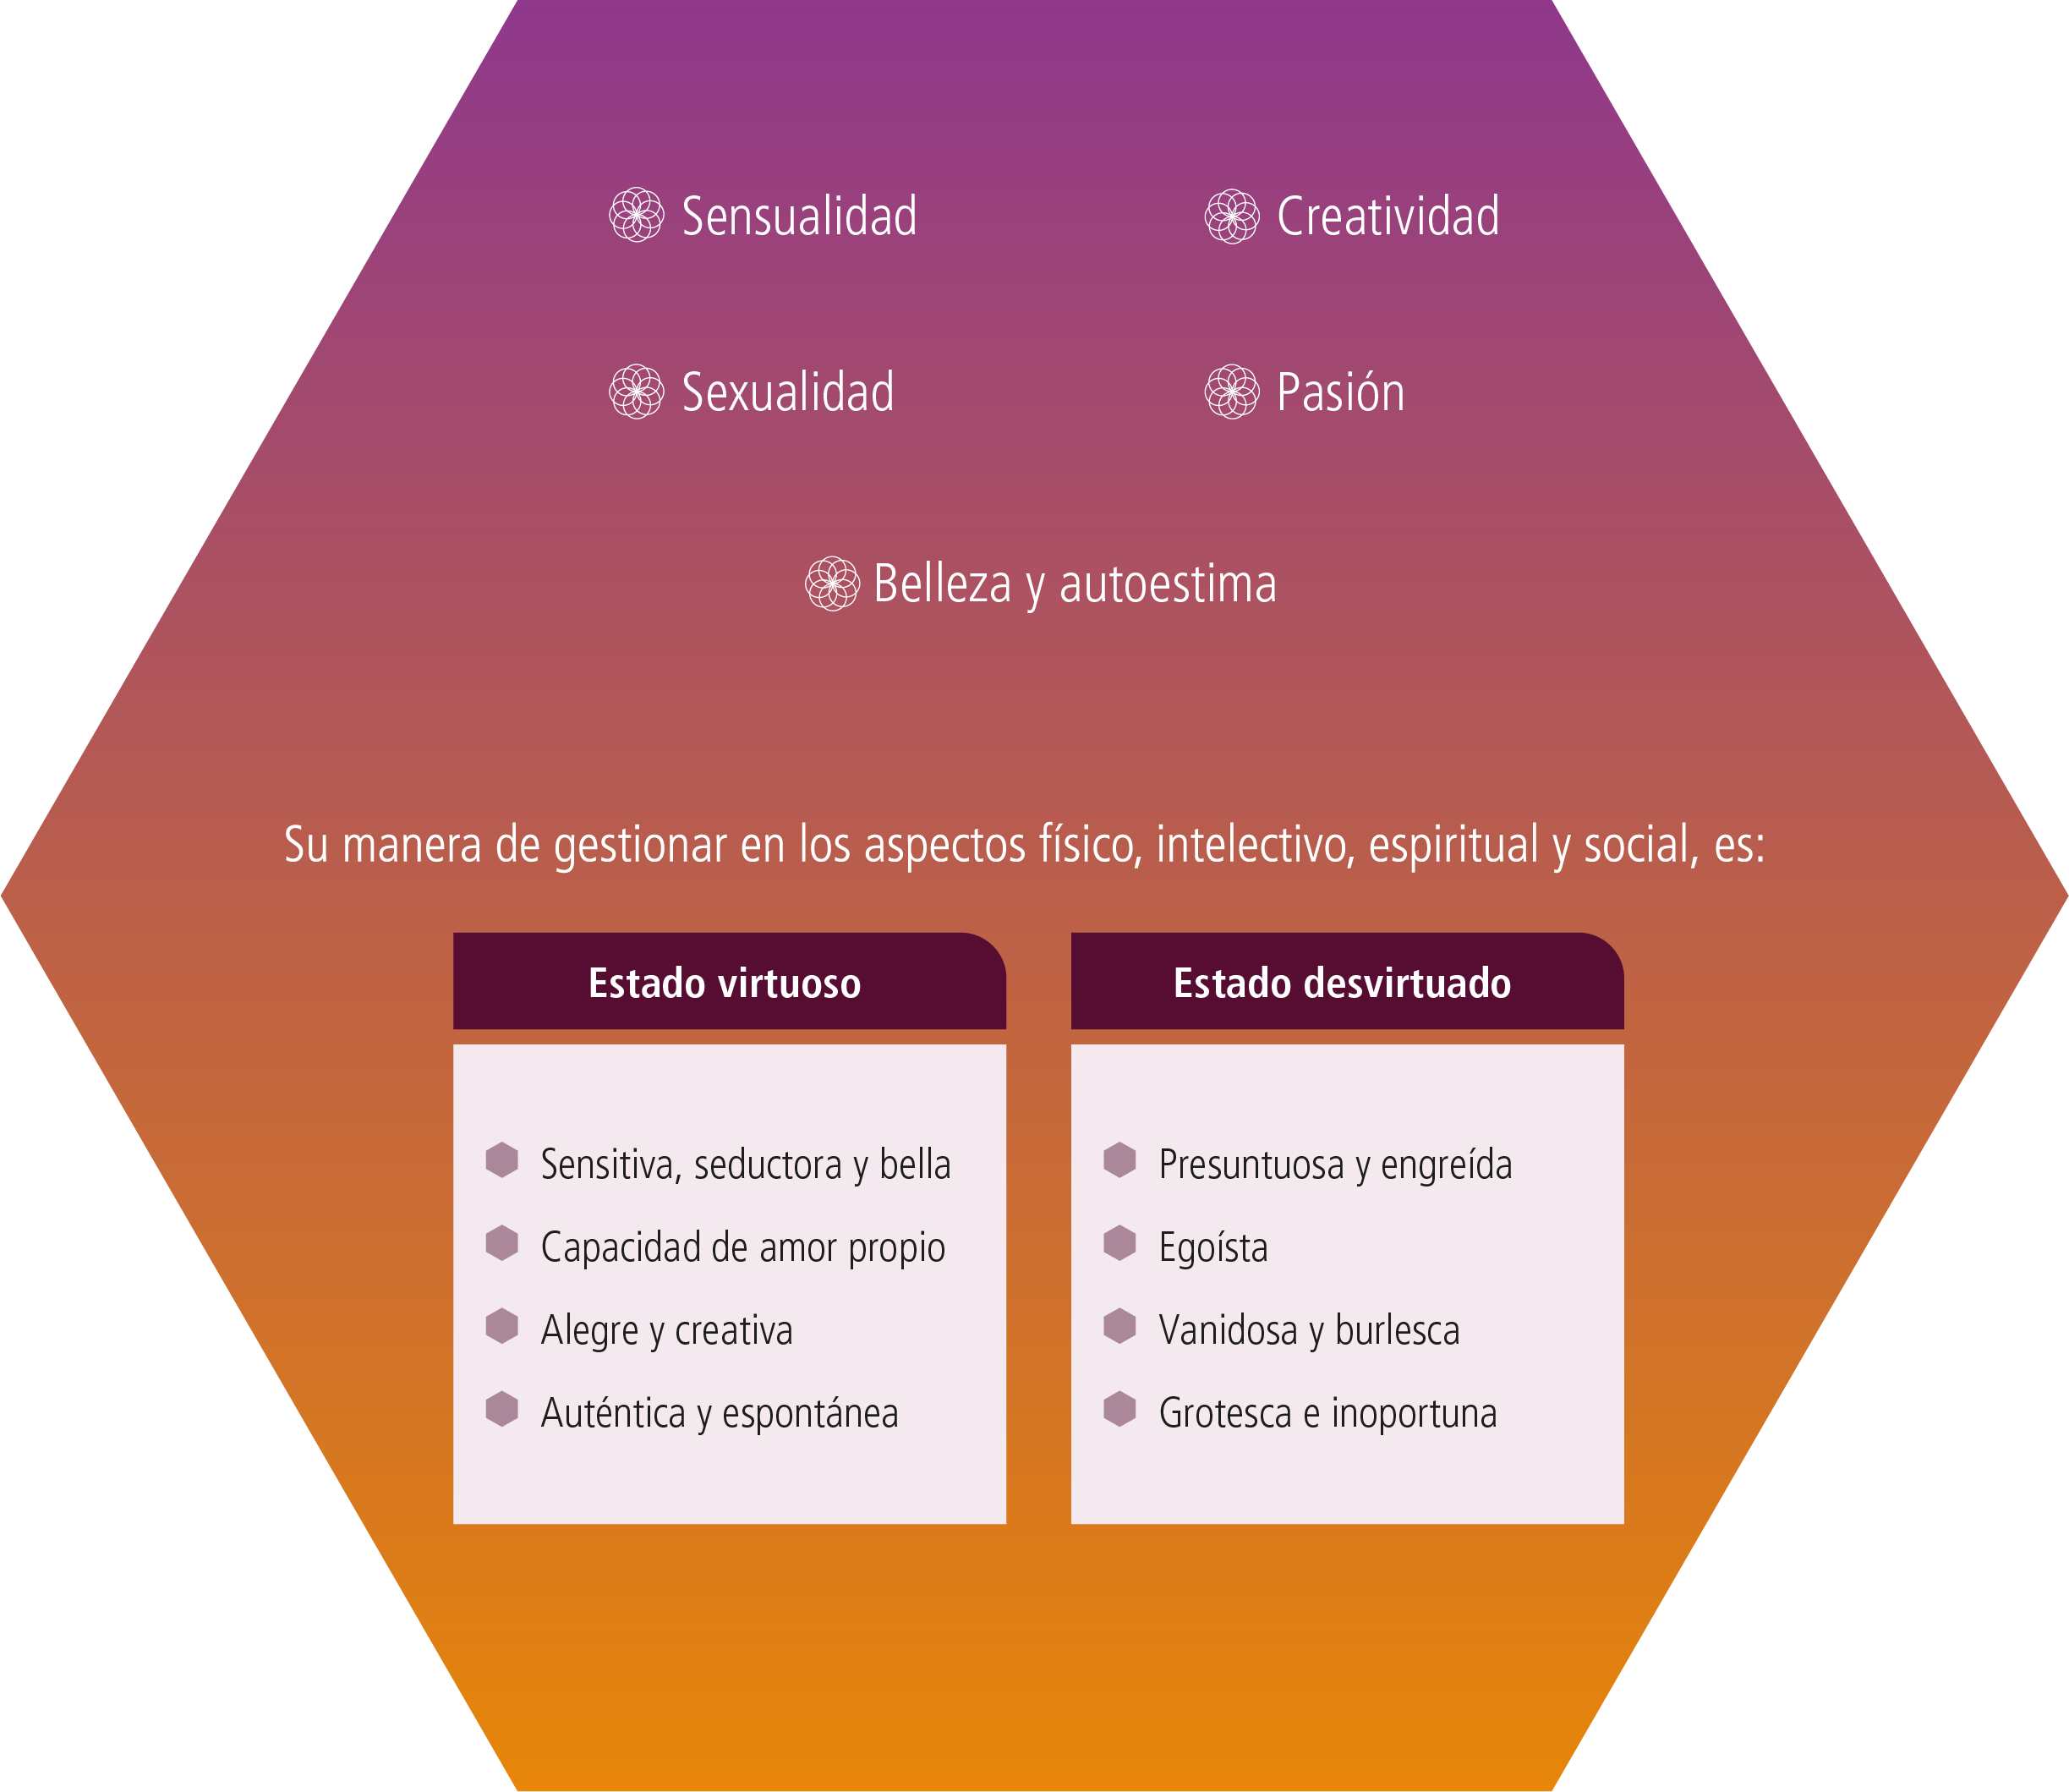 Sensualidad
Creatividad
Sexualidad
Pasión
Belleza y autoestima
Su manera de gestionar en los aspectos físico, intelectivo, espiritual y social, es:
Estado virtuoso
Sensitiva, seductora y bella
Capacidad de amor propio
Alegre y creativa
Auténtica y espontánea
Estado desvirtuado
Presuntuosa y engreída
Egoísta
Vanidosa y burlesca
Grotesca e inoportuna